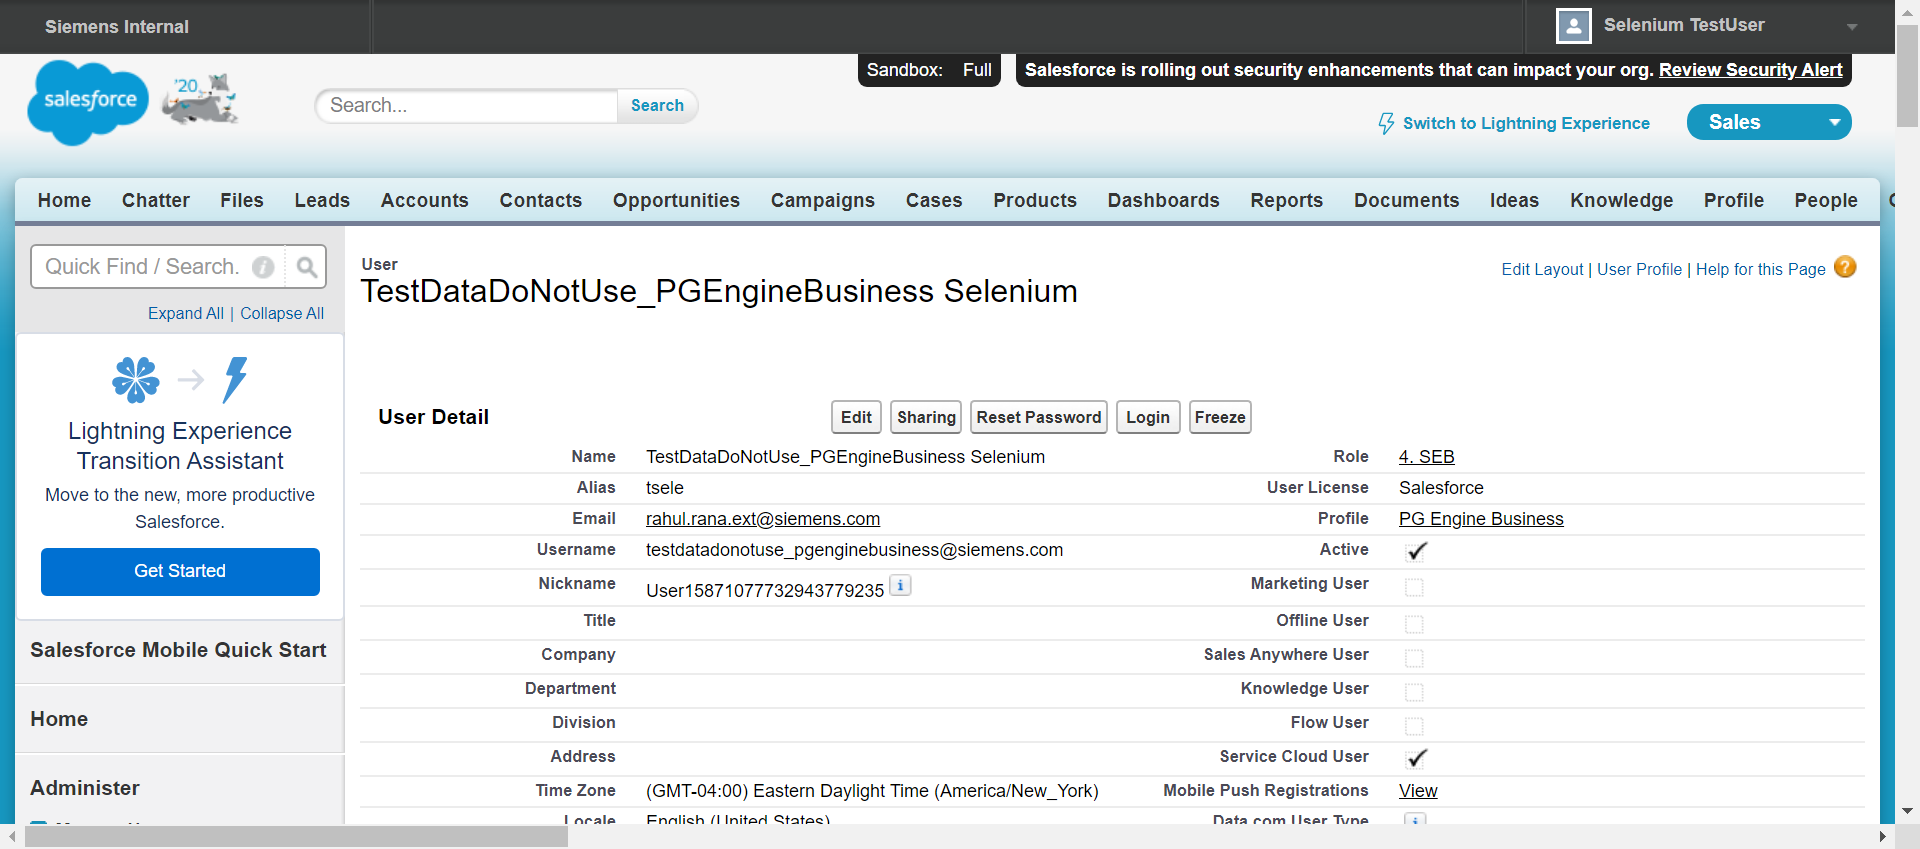 Siemens Internal
Selenium TestUser
Sandbox: Full
Salesforce is rolling out security enhancements that can impact your org. Review Security Alert
salesforce
'20
Search...
Search
Switch to Lightning Experience
Sales
Home Chatter Files Leads Accounts Contacts Opportunities Campaigns Cases Products Dashboards Reports Documents Ideas Knowledge Profile People
Quick Find / Search.
Expand All | Collapse All
Lightning Experience
Transition Assistant
Move to the new, more productive
Salesforce.
Get Started
Salesforce Mobile Quick Start
Home
Administer
User
TestDataDoNotUse_PGEngineBusiness Selenium
Edit Layout | User Profile | Help for this Page ?
User Detail
Edit Sharing Reset Password Login Freeze
Name TestDataDoNotUse_PGEngineBusiness Selenium Role 4. SEB
Alias tsele User License Salesforce
Email rahul.rana.ext@siemens.com Profile PG Engine Business
Username testdatadonotuse_pgenginebusiness@siemens.com Active
Nickname User15871077732943779235 i Marketing User
Title Offline User
Company Sales Anywhere User
Department Knowledge User
Division Flow User
Address Service Cloud User
Time Zone (GMT-04:00) Eastern Daylight Time (America/New_York) Mobile Push Registrations View
Locale English (United States) Data.com User Type i